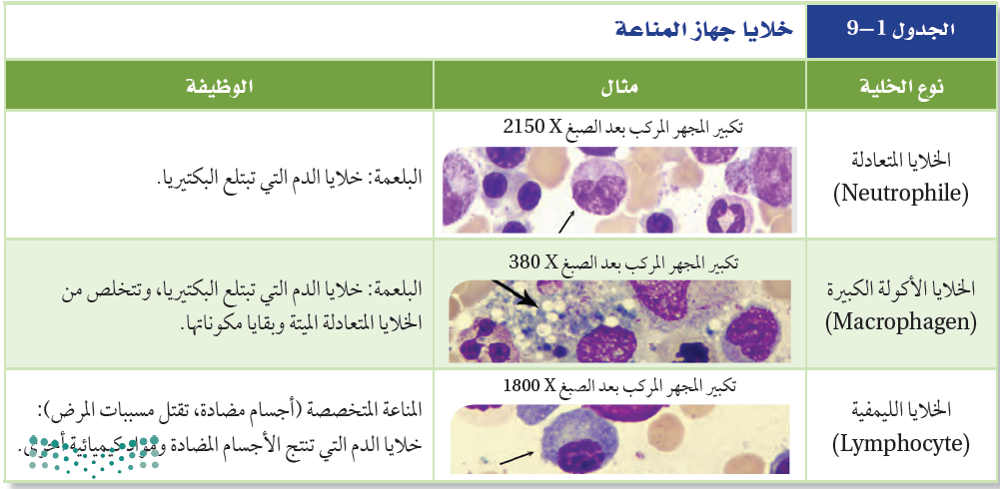 الجدول 1–9
خلايا جهاز المناعة
نوع الخلية
مثال
الوظيفة
الخلايا المتعادلة
(Neutrophile)
تكبير المجهر المركب بعد الصبغ 2150 X
البلعمة: خلايا الدم التي تبتلع البكتيريا.
الخلايا الأكولة الكبيرة
(Macrophagen)
تكبير المجهر المركب بعد الصبغ 380 X
البلعمة: خلايا الدم التي تبتلع البكتيريا، وتتخلص من
الخلايا المتعادلة الميتة وبقايا مكوناتها.
الخلايا الليمفية
(Lymphocyte)
تكبير المجهر المركب بعد الصبغ 1800 X
المناعة المتخصصة (أجسام مضادة، تقتل مسببات المرض):
خلايا الدم التي تنتج الأجسام المضادة ومواد كيميائية أخرى.